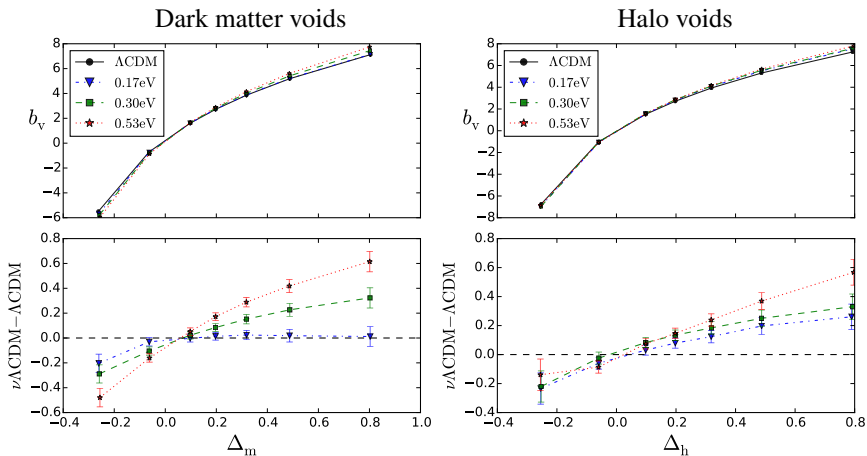 Dark matter voids
Halo voids
8
6
4
2
0
−2
−4
−6
b_v
ΛCDM
0.17eV
0.30eV
0.53eV
8
6
4
2
0
−2
−4
−6
−8
b_v
ΛCDM
0.17eV
0.30eV
0.53eV
0.8
0.6
0.4
0.2
0.0
−0.2
−0.4
−0.6
νΛCDM−ΛCDM
−0.4 −0.2 0.0 0.2 0.4 0.6 0.8 1.0
Δ_m
0.8
0.6
0.4
0.2
0.0
−0.2
−0.4
νΛCDM−ΛCDM
−0.4 −0.2 0.0 0.2 0.4 0.6 0.8
Δ_h